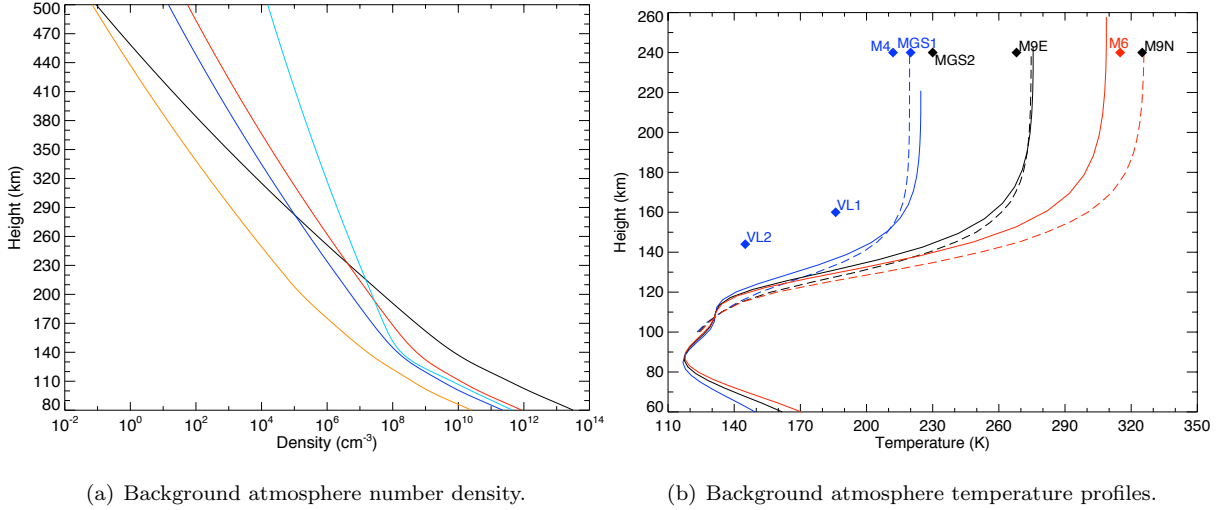 500
480
450
410
380
350
320
290
260
230
200
170
140
110
80
Height (km)
10-2 100 102 104 106 108 1010 1012 1014
Density (cm-3)
(a) Background atmosphere number density.
260
240
220
200
180
160
140
120
100
80
60
Height (km)
M4 MGS1 MGS2 M9E M6 M9N
VL1
VL2
110 140 170 200 230 260 290 320 350
Temperature (K)
(b) Background atmosphere temperature profiles.